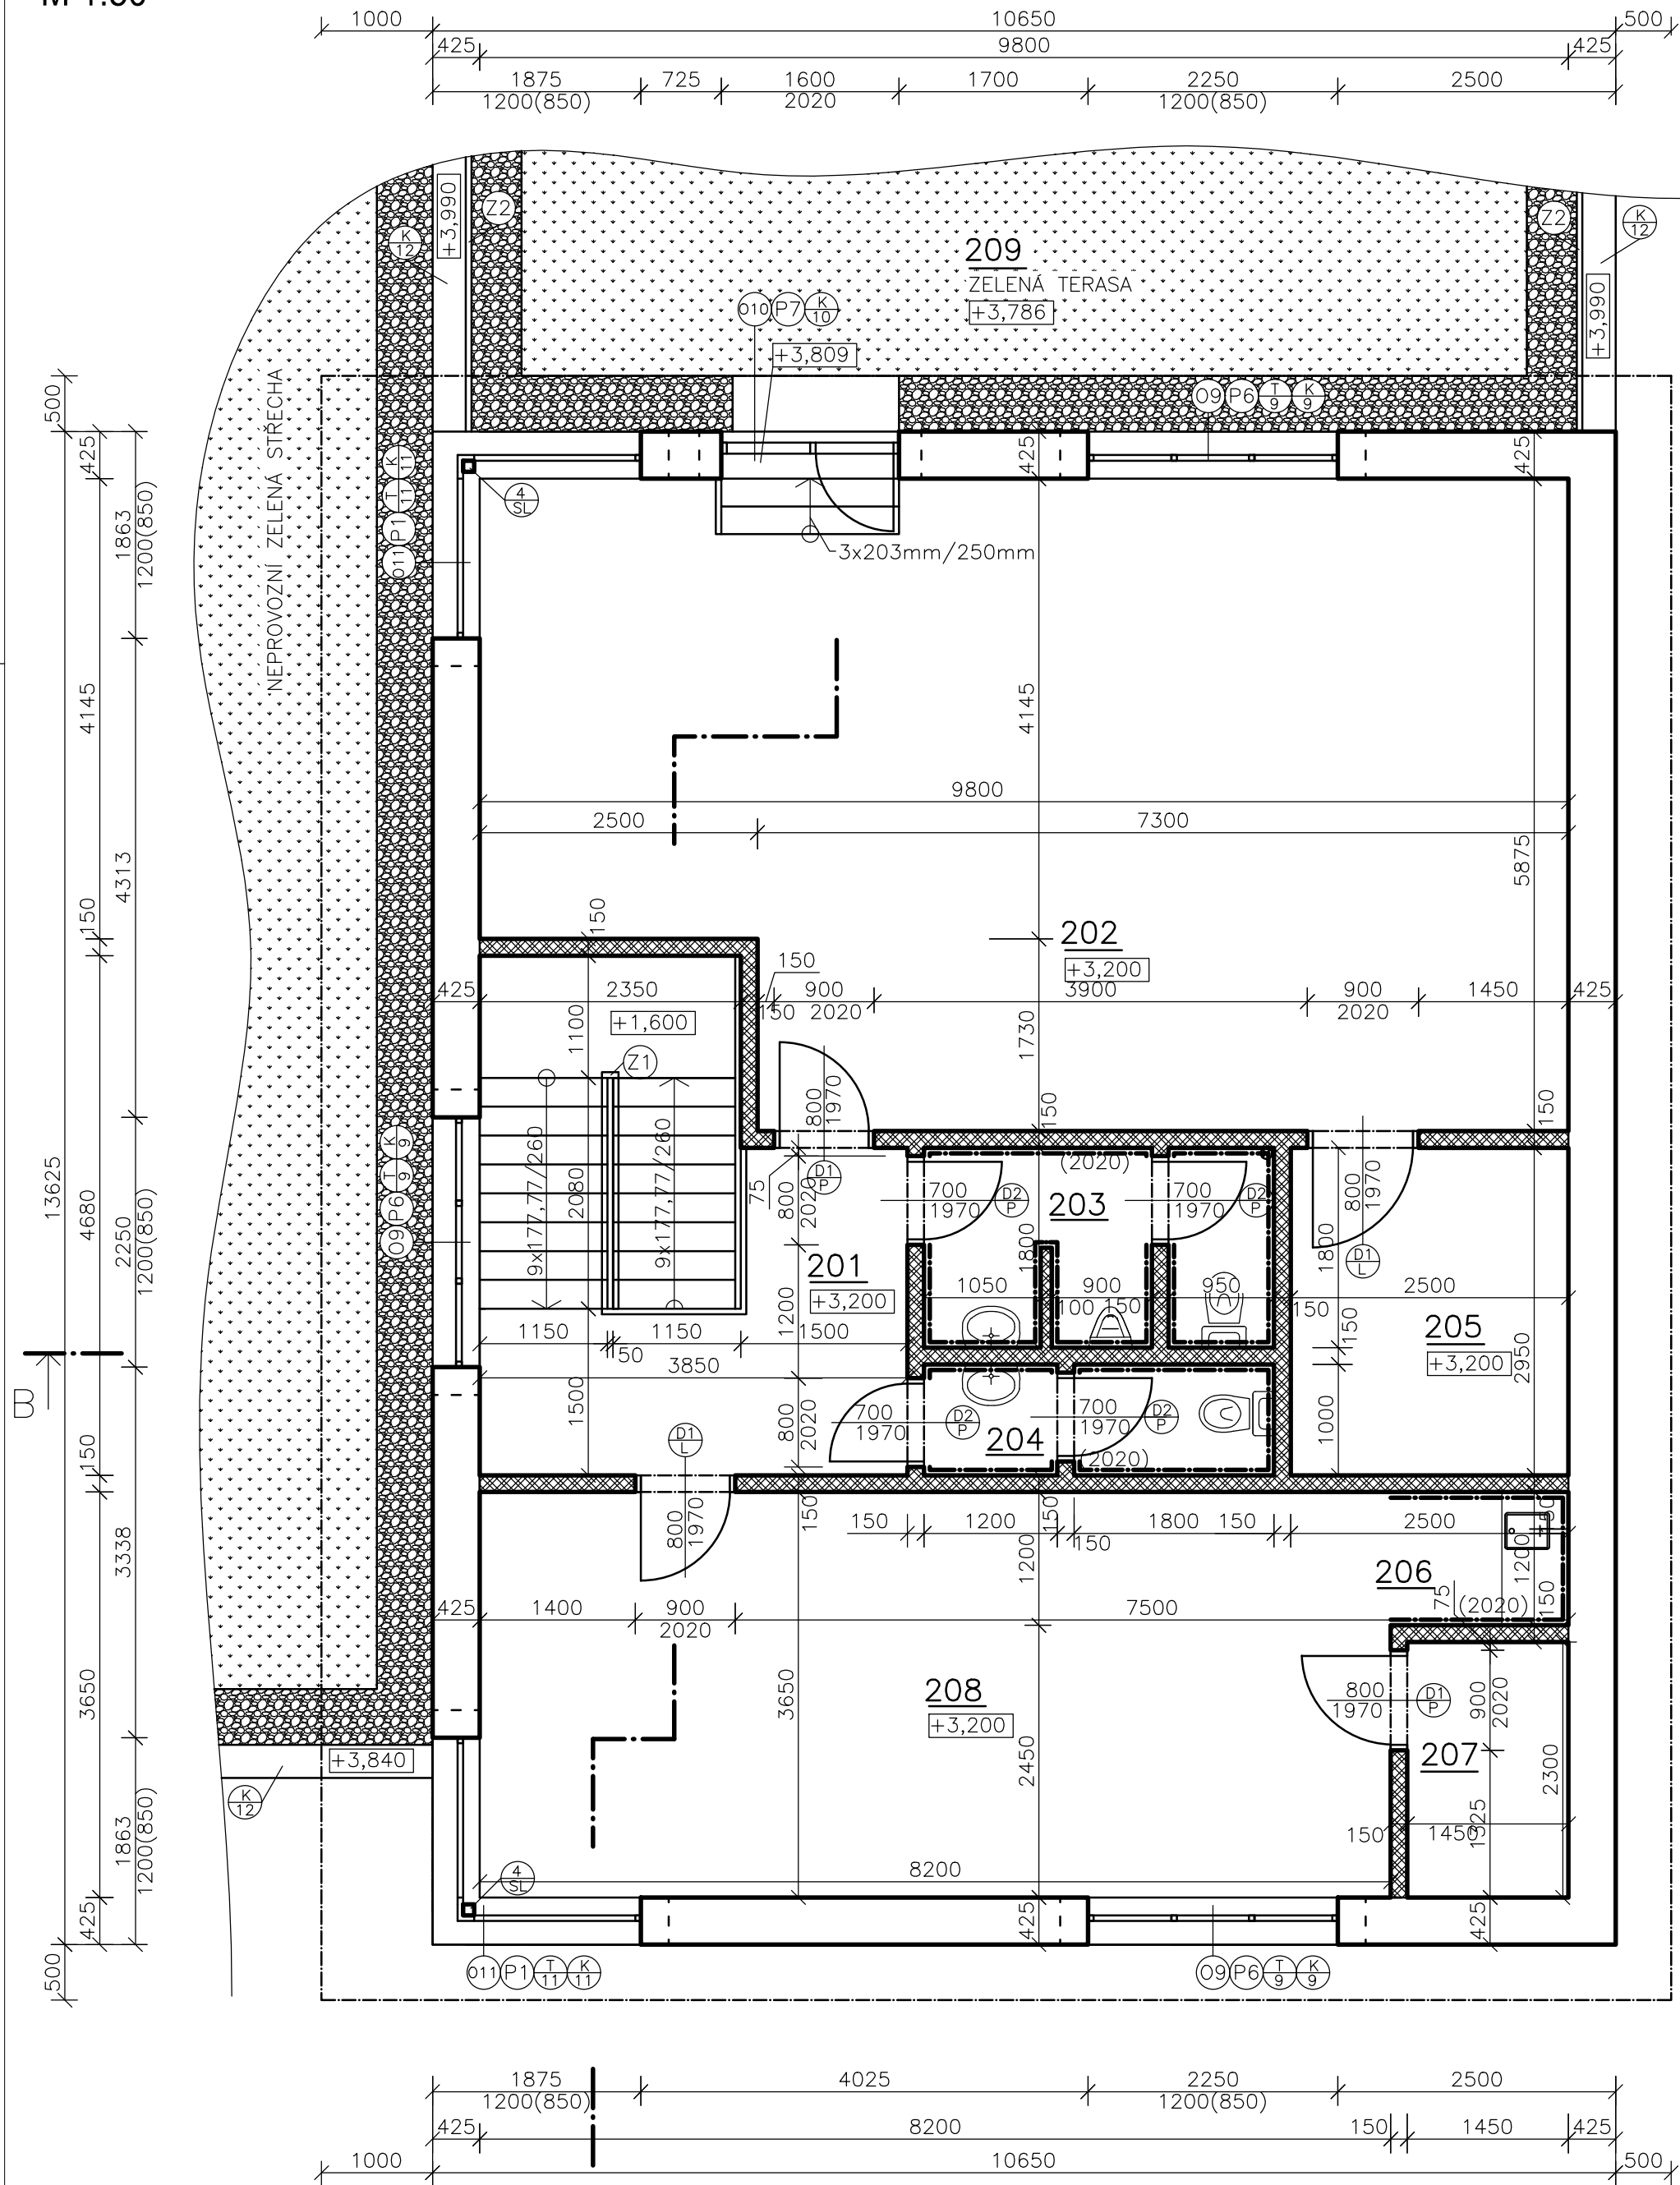 1000 10650 500
425 9800 425
1875 725 1600 1700 2250 2500
1200(850) 2020 1200(850)
+3,990
Z2
Z2
K
12
K
12
209
ZELENÁ TERASA
+3,786
+3,990
O10 P7 K
10
+3,809
O9 P6 T
9 K
9
NEPROVOZNÍ ZELENÁ STŘECHA
500
425
1863
1200(850)
O11 P1 T
11 K
11
4
SL
425
425
3x203mm/250mm
4145
4145
9800
2500 7300
5875
4313
150
150
202
+3,200
150
425 2350 900 3900 900 1450 425
150 2020 2020
+1,600
1100
1730
Z1
800
1970
150
150
9x177,77/260
2080
9x177,77/260
75
800
2020
D1
P
(2020)
700
1970
D2
P
203
700
1970
D2
P
800
1970
1800
1800
D1
L
13625
4680
2250
1200(850)
O9 P6 T
9 K
9
201
+3,200
1200
1050 900 950 2500
100 150 150
150
205
+3,200
2950
1150 1150 1500
50
3850
B
1500
800
2020
700
1970
D2
P
204
700
1970
D2
P
(2020)
1000
D1
L
150
800
1970
150
150
150 1200 1800 150 2500
150
1200
1200
206
75
(2020)
150
3338
425 1400 900 7500
2020
3650
3650
208
+3,200
2450
800
1970
D1
P
900
2020
207
2300
+3,840
K
12
1863
1200(850)
1325
150 1450
8200
4
SL
425
425
425
500
O11 P1 T
11 K
11
O9 P6 T
9 K
9
1875 4025 2250 2500
1200(850) 1200(850)
425 8200 150 1450 425
1000 10650 500